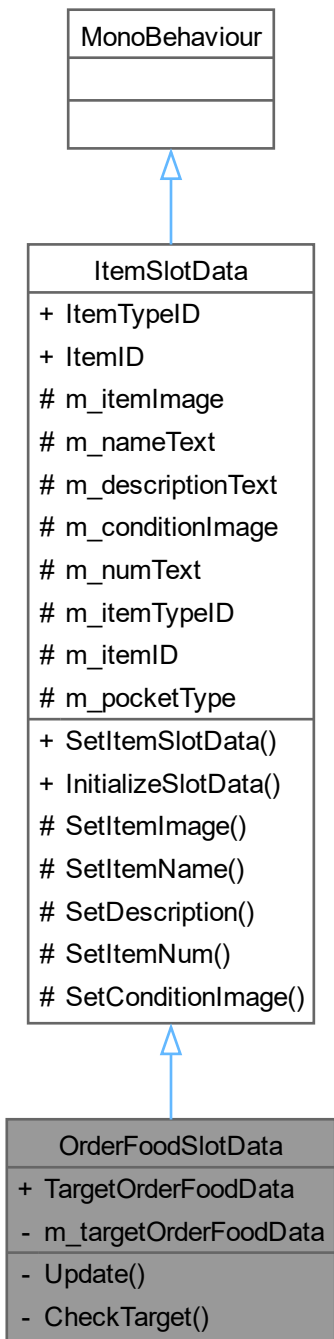 MonoBehaviour
ItemSlotData
+ ItemTypeID
+ ItemID
# m_itemImage
# m_nameText
# m_descriptionText
# m_conditionImage
# m_numText
# m_itemTypeID
# m_itemID
# m_pocketType
+ SetItemSlotData()
+ InitializeSlotData()
# SetItemImage()
# SetItemName()
# SetDescription()
# SetItemNum()
# SetConditionImage()
OrderFoodSlotData
+ TargetOrderFoodData
- m_targetOrderFoodData
- Update()
- CheckTarget()